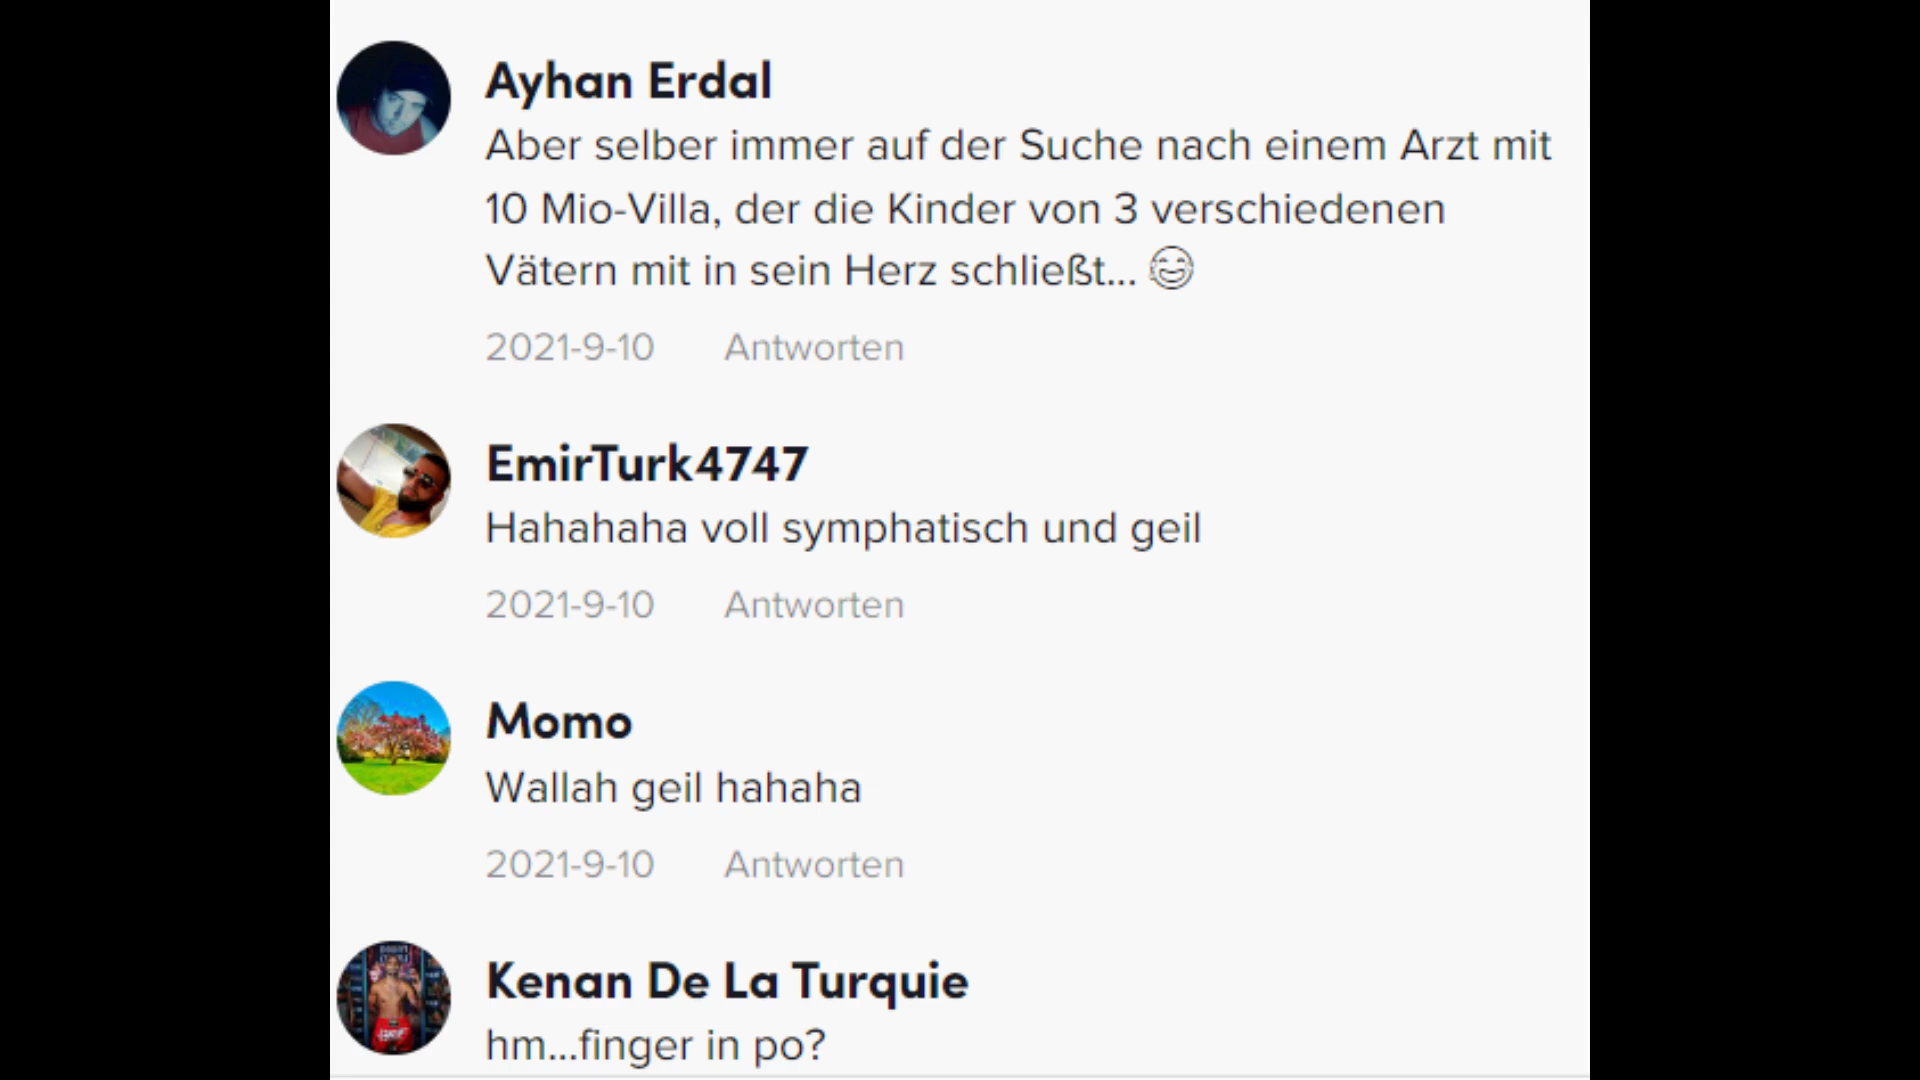 Ayhan Erdal
Aber selber immer auf der Suche nach einem Arzt mit
10 Mio-Villa, der die Kinder von 3 verschiedenen
Vätern mit in sein Herz schließt... 😂
2021-9-10 Antworten
EmirTurk4747
Hahahaha voll symphatisch und geil
2021-9-10 Antworten
Momo
Wallah geil hahaha
2021-9-10 Antworten
Kenan De La Turquie
hm...finger in po?